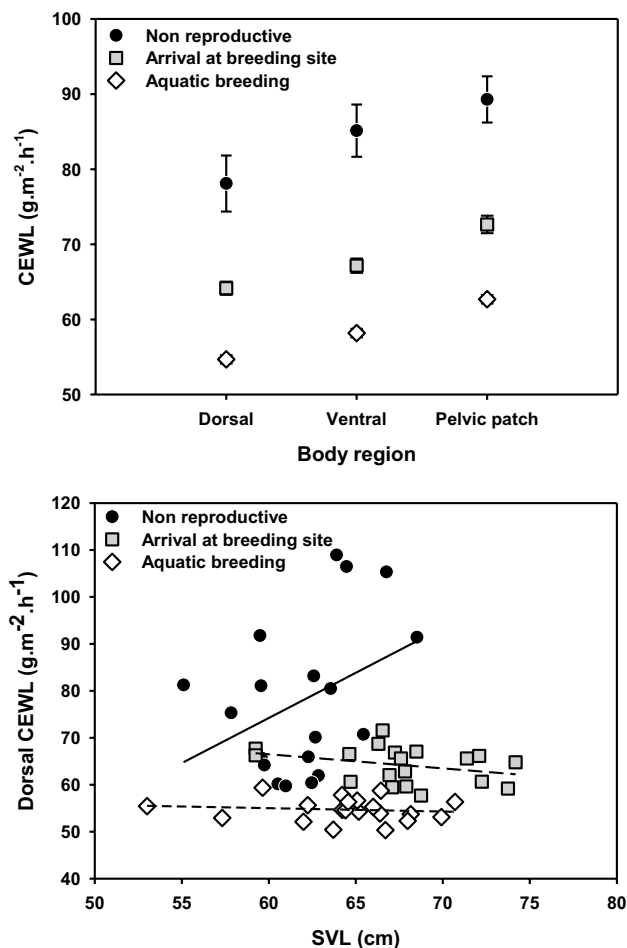 100
90
80
70
60
50
CEWL (g.m-2.h-1)
Non reproductive
Arrival at breeding site
Aquatic breeding
Dorsal Ventral Pelvic patch
Body region
120
110
100
90
80
70
60
50
40
Dorsal CEWL (g.m-2.h-1)
Non reproductive
Arrival at breeding site
Aquatic breeding
50 55 60 65 70 75 80
SVL (cm)